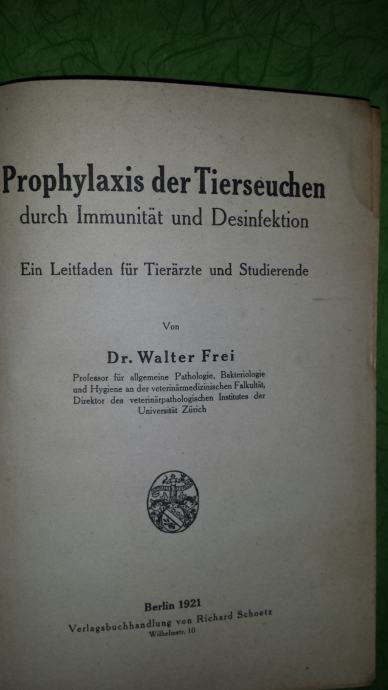 Prophylaxis der Tierseuchen
durch Immunität und Desinfektion
Ein Leitfaden für Tierärzte und Studierende
Von
Dr. Walter Frei
Professor für allgemeine Pathologie, Bakteriologie
und Hygiene an der veterinärmedizinischen Falkultät,
Direktor des veterinärpathologischen Institutes der
Universität Zürich
Berlin 1921
Verlagsbuchhandlung von Richard Schoetz
Wilhelmstr. 10